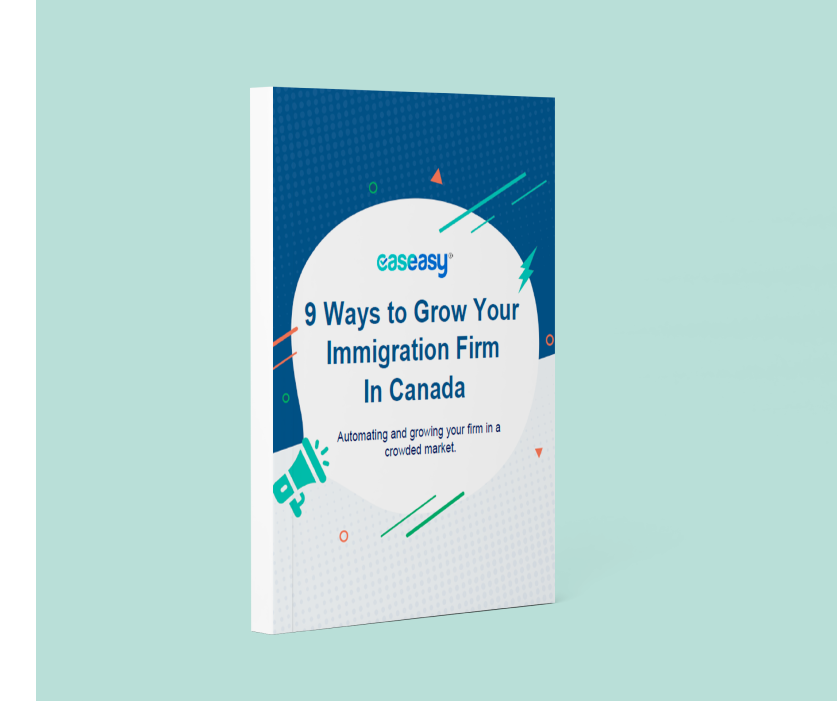 caseasy®
9 Ways to Grow Your
Immigration Firm
In Canada
Automating and growing your firm in a
crowded market.